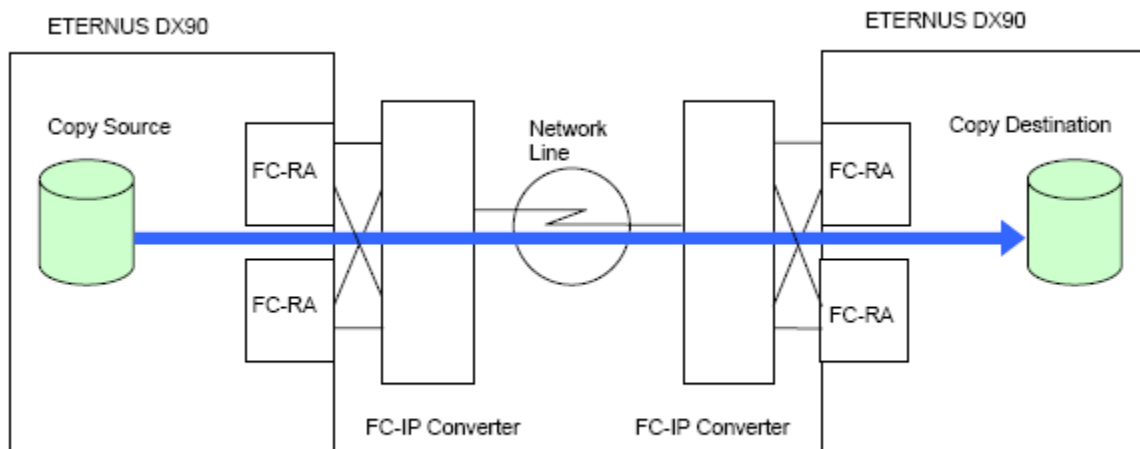 ETERNUS DX90
ETERNUS DX90
Copy Source
Network
Line
Copy Destination
FC-RA
FC-RA
FC-RA
FC-RA
FC-IP Converter
FC-IP Converter